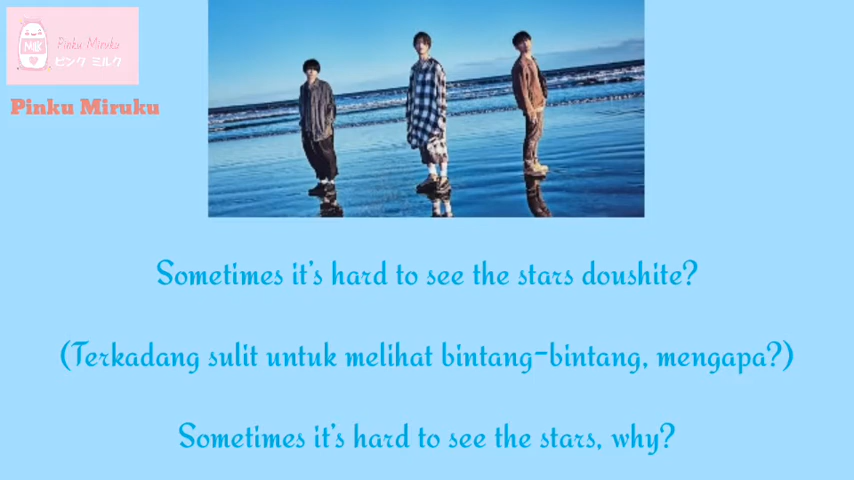 MILK
Pinku Miruku
ピンク ミルク
Pinku Miruku
Sometimes it's hard to see the stars doushite?
(Terkadang sulit untuk melihat bintang-bintang, mengapa?)
Sometimes it's hard to see the stars, why?